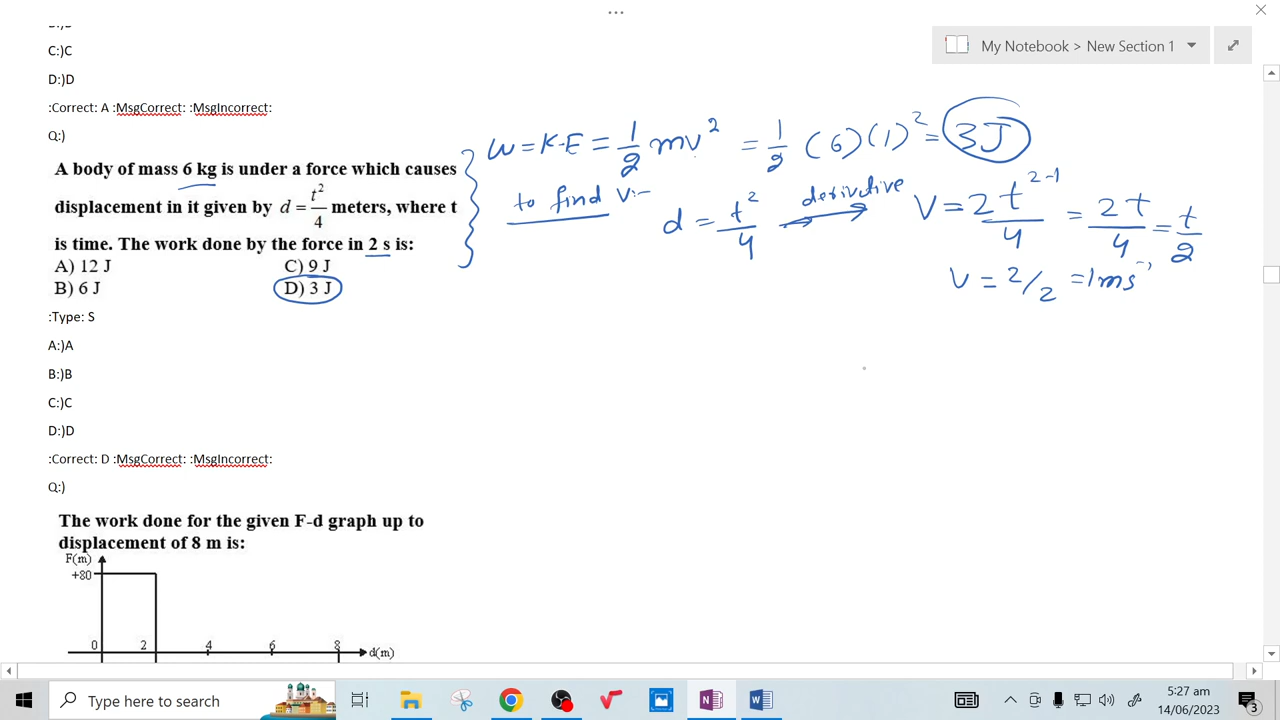 My Notebook > New Section 1
C:)C
D:)D
:Correct: A :MsgCorrect: :MsgIncorrect:
Q:)
A body of mass 6 kg is under a force which causes
displacement in it given by d = t²/4 meters, where t
is time. The work done by the force in 2 s is:
A) 12 J C) 9 J
B) 6 J D) 3 J
W = K.E = 1/2 mv² = 1/2 (6)(1)² = 3J
to find v:-
d = t²/4 derivative V = 2t²⁻¹/4 = 2t/4 = t/2
V = 2/2 = 1ms⁻¹
:Type: S
A:)A
B:)B
C:)C
D:)D
:Correct: D :MsgCorrect: :MsgIncorrect:
Q:)
The work done for the given F-d graph up to
displacement of 8 m is:
F(m)
+80
0 2 4 6 8 d(m)
Type here to search
5:27 am
14/06/2023
3